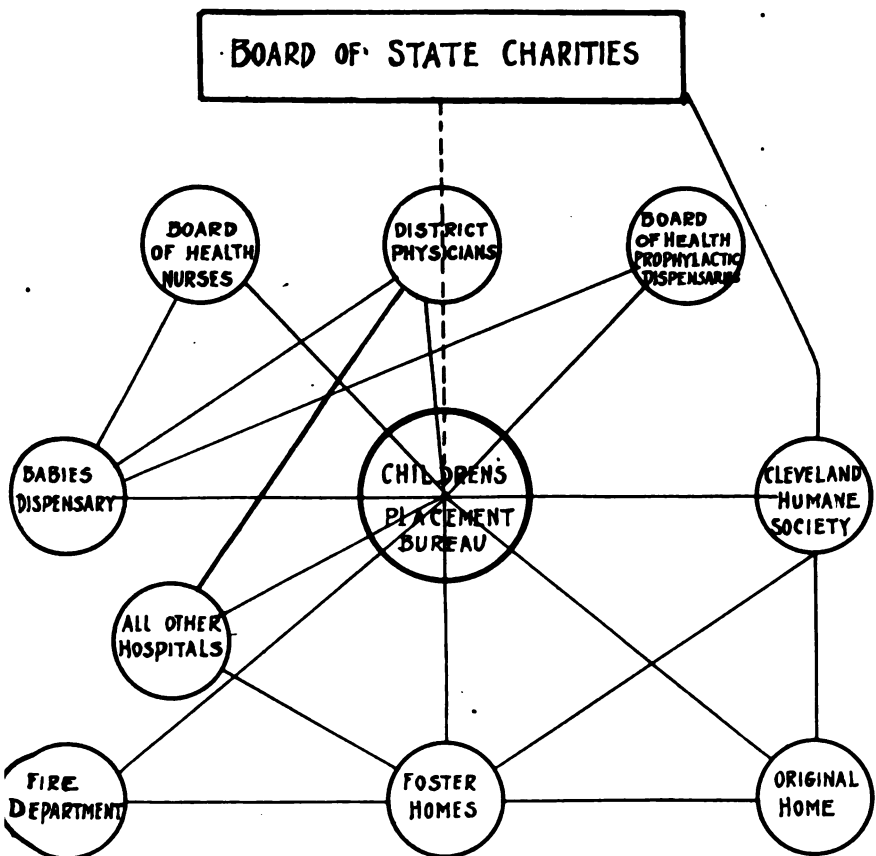 BOARD OF STATE CHARITIES
BOARD
OF HEALTH
NURSES
DISTRICT
PHYSICIANS
BOARD
OF HEALTH
PROPHYLACTIC
DISPENSARIES
BABIES
DISPENSARY
CHILDRENS
PLACEMENT
BUREAU
CLEVELAND
HUMANE
SOCIETY
ALL OTHER
HOSPITALS
FIRE
DEPARTMENT
FOSTER
HOMES
ORIGINAL
HOME